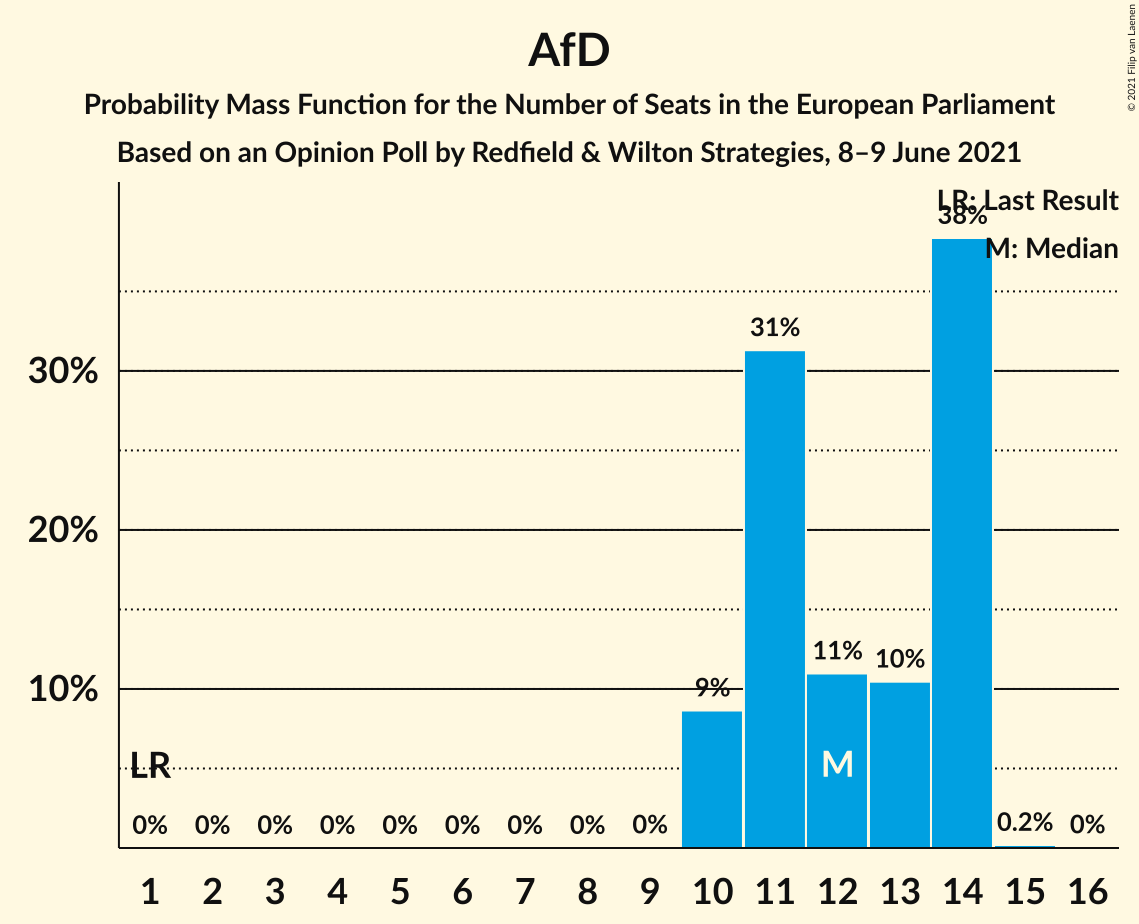 AfD
Probability Mass Function for the Number of Seats in the European Parliament
Based on an Opinion Poll by Redfield & Wilton Strategies, 8–9 June 2021
© 2021 Filip van Laenen
LR: Last Result
M: Median
38%
31%
30%
20%
11%
10%
9%
10%
LR
M
0% 0% 0% 0% 0% 0% 0% 0% 0% 0.2% 0%
1 2 3 4 5 6 7 8 9 10 11 12 13 14 15 16